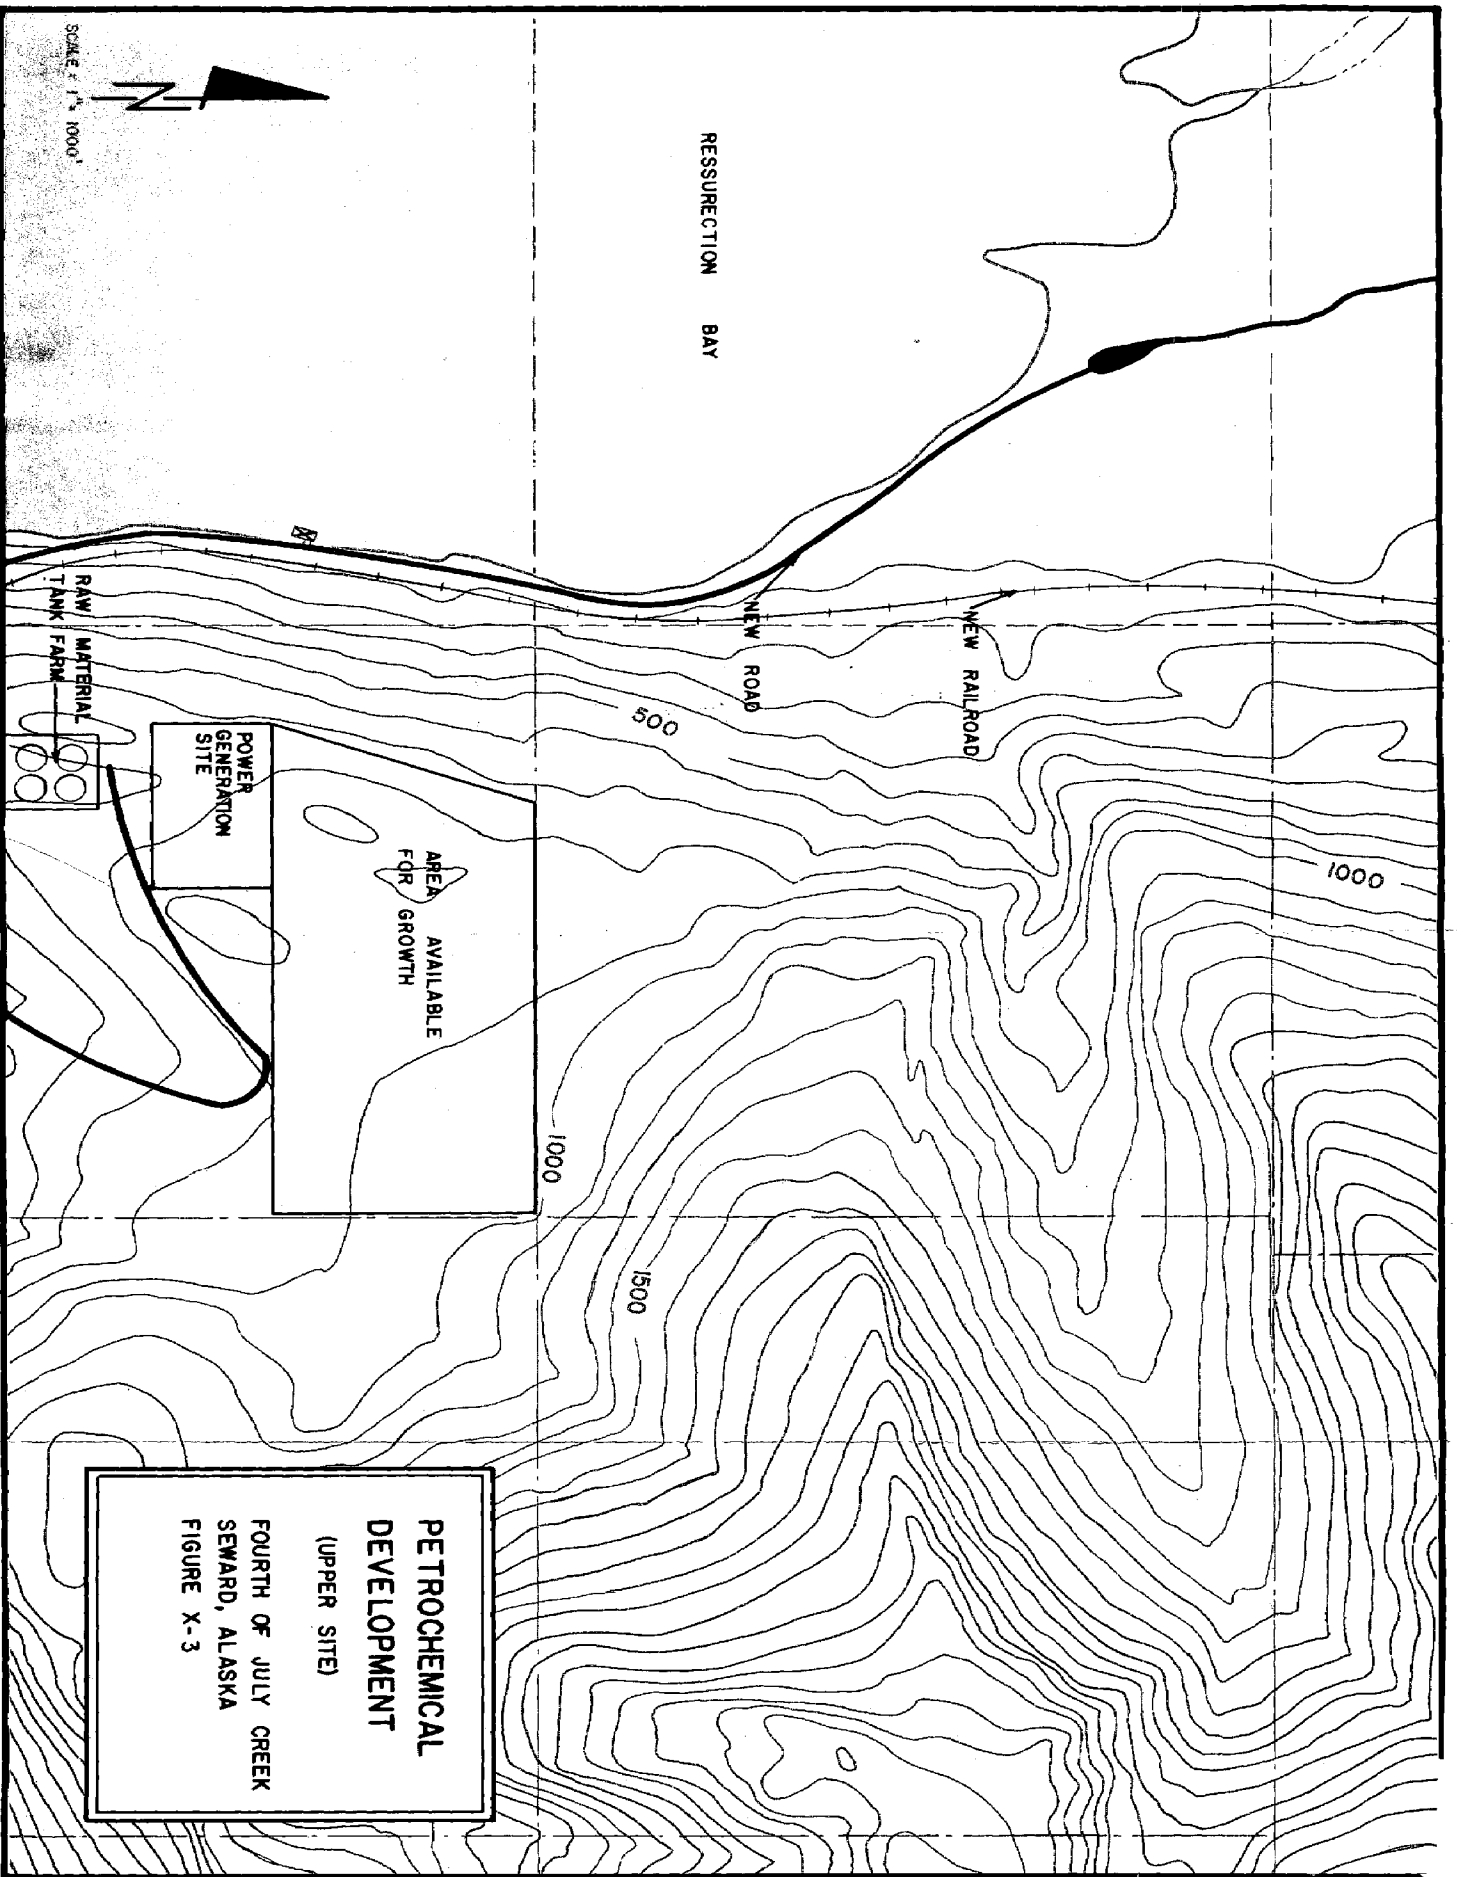 RESSURECTION BAY
NEW RAILROAD
NEW ROAD
500
1000
1000
1500
AREA AVAILABLE
FOR GROWTH
POWER
GENERATION
SITE
RAW MATERIAL
TANK FARM
N
SCALE : 1"= 1000'
PETROCHEMICAL
DEVELOPMENT
(UPPER SITE)
FOURTH OF JULY CREEK
SEWARD, ALASKA
FIGURE X-3